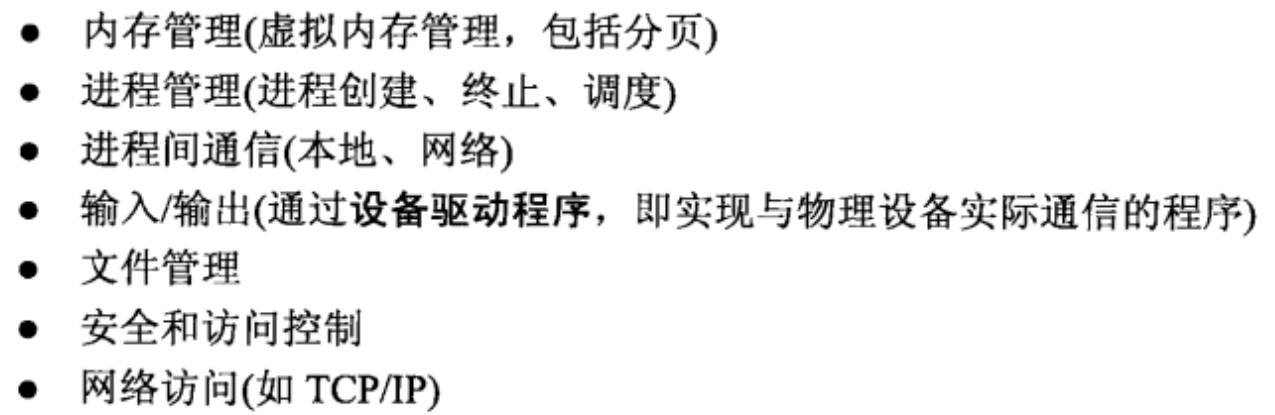 ● 内存管理(虚拟内存管理，包括分页)
● 进程管理(进程创建、终止、调度)
● 进程间通信(本地、网络)
● 输入/输出(通过设备驱动程序，即实现与物理设备实际通信的程序)
● 文件管理
● 安全和访问控制
● 网络访问(如 TCP/IP)